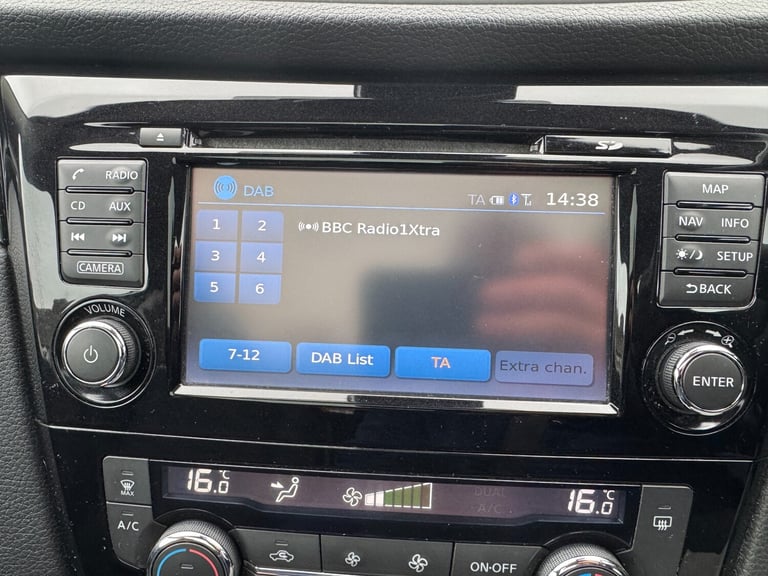 SD
RADIO
CD AUX
CAMERA
VOLUME
DAB
TA 14:38
1 2
3 4
5 6
BBC Radio1Xtra
7-12
DAB List
TA
Extra chan.
MAP
NAV INFO
SETUP
BACK
ENTER
MAX
A/C
16.0 °C
DUAL
A/C
16.0 °C
ON·OFF